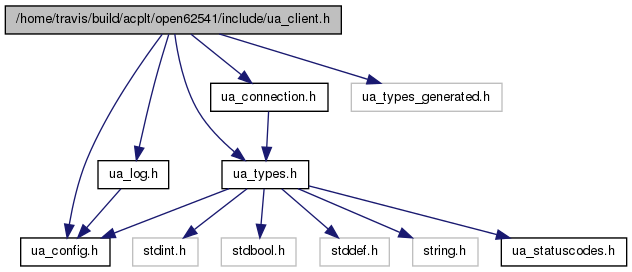 /home/travis/build/acplt/open62541/include/ua_client.h
ua_connection.h
ua_types_generated.h
ua_log.h
ua_types.h
ua_config.h
stdint.h
stdbool.h
stddef.h
string.h
ua_statuscodes.h